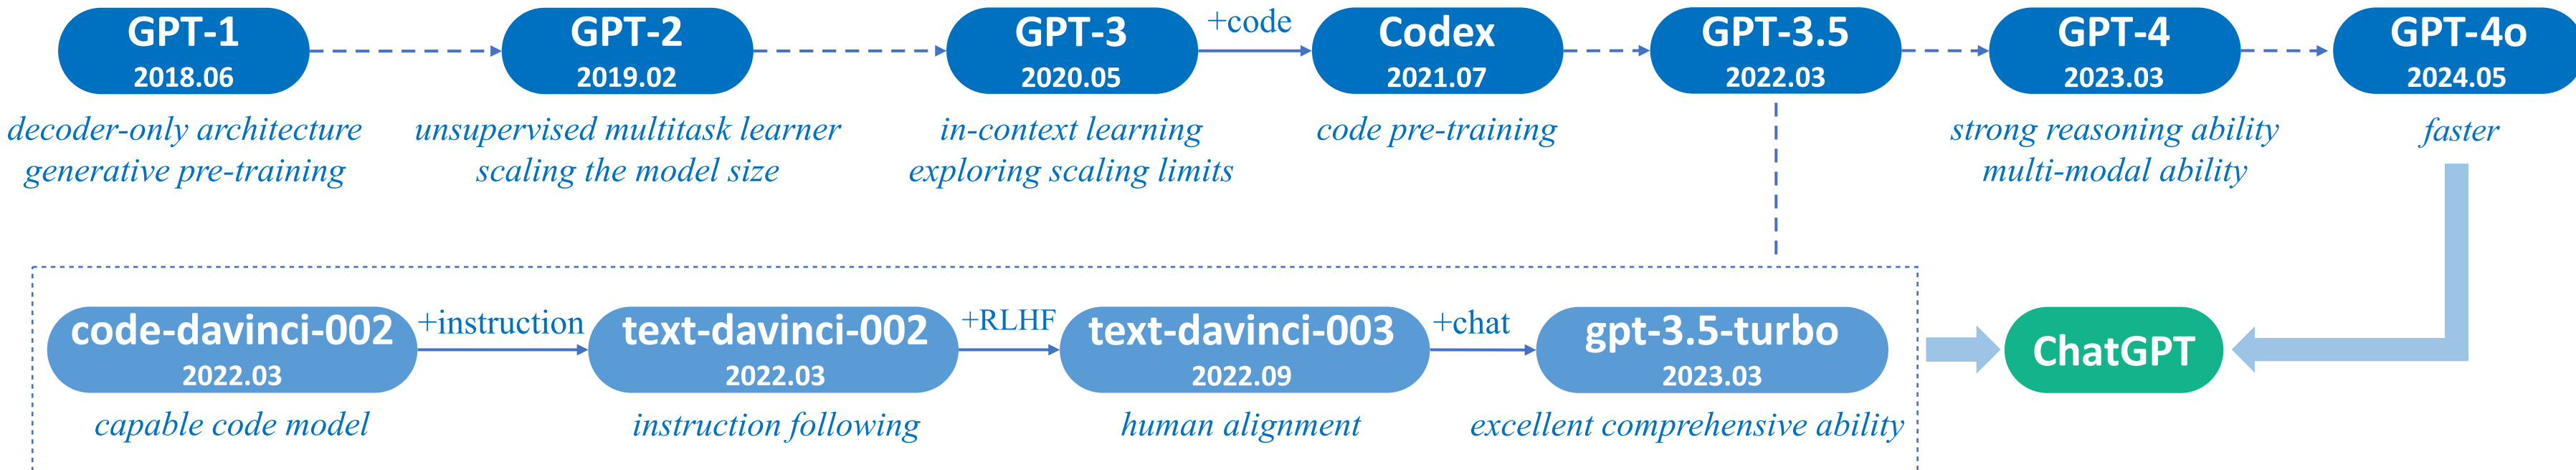 GPT-1
2018.06
decoder-only architecture
generative pre-training
GPT-2
2019.02
unsupervised multitask learner
scaling the model size
GPT-3
2020.05
in-context learning
exploring scaling limits
+code
Codex
2021.07
code pre-training
GPT-3.5
2022.03
GPT-4
2023.03
strong reasoning ability
multi-modal ability
GPT-4o
2024.05
faster
code-davinci-002
2022.03
capable code model
+instruction
text-davinci-002
2022.03
instruction following
+RLHF
text-davinci-003
2022.09
human alignment
+chat
gpt-3.5-turbo
2023.03
excellent comprehensive ability
ChatGPT